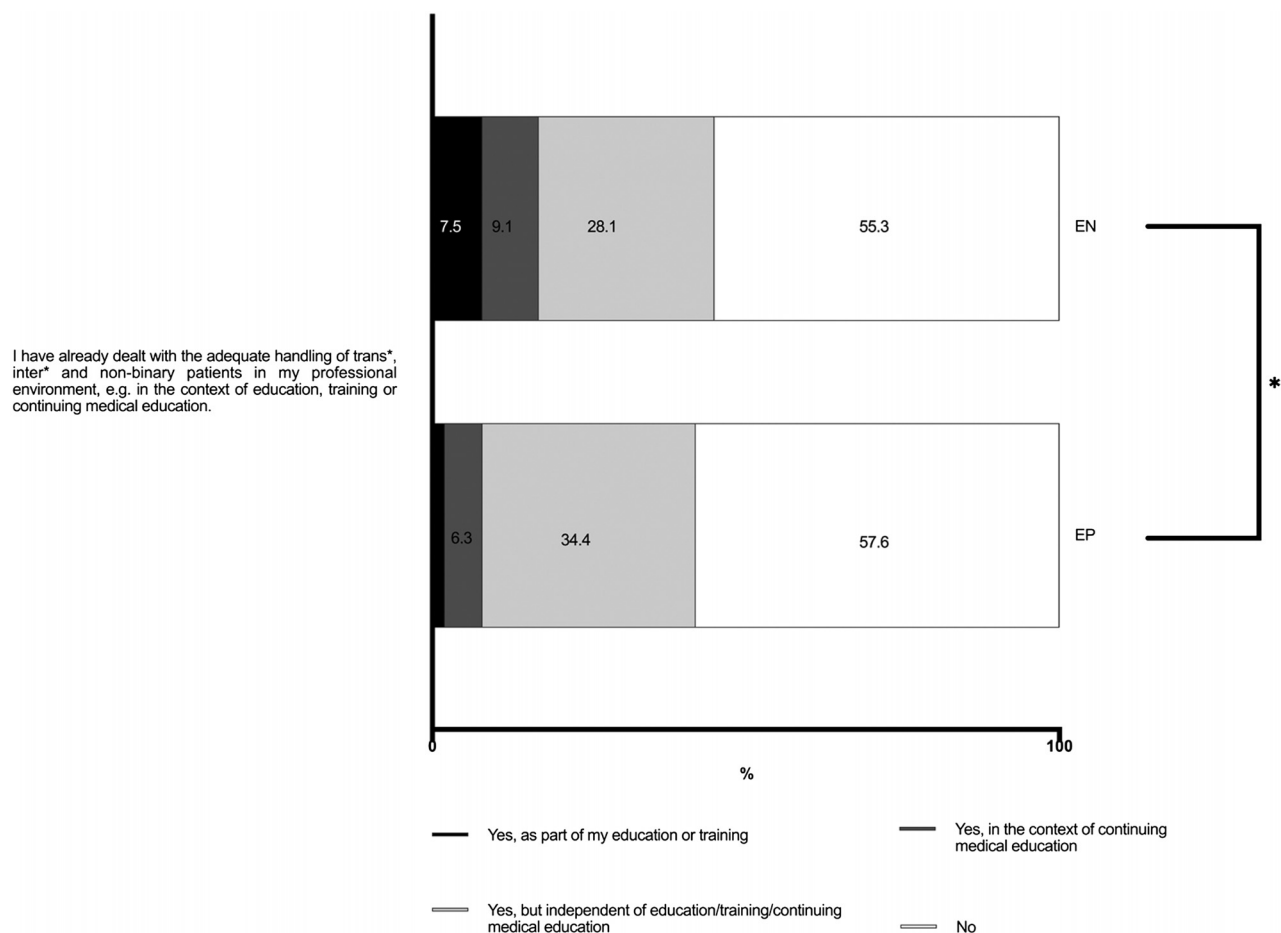 7.5
9.1
28.1
55.3
EN
I have already dealt with the adequate handling of trans*,
inter* and non-binary patients in my professional
environment, e.g. in the context of education, training or
continuing medical education.
*
6.3
34.4
57.6
EP
0
100
%
Yes, as part of my education or training
Yes, in the context of continuing
medical education
Yes, but independent of education/training/continuing
medical education
No